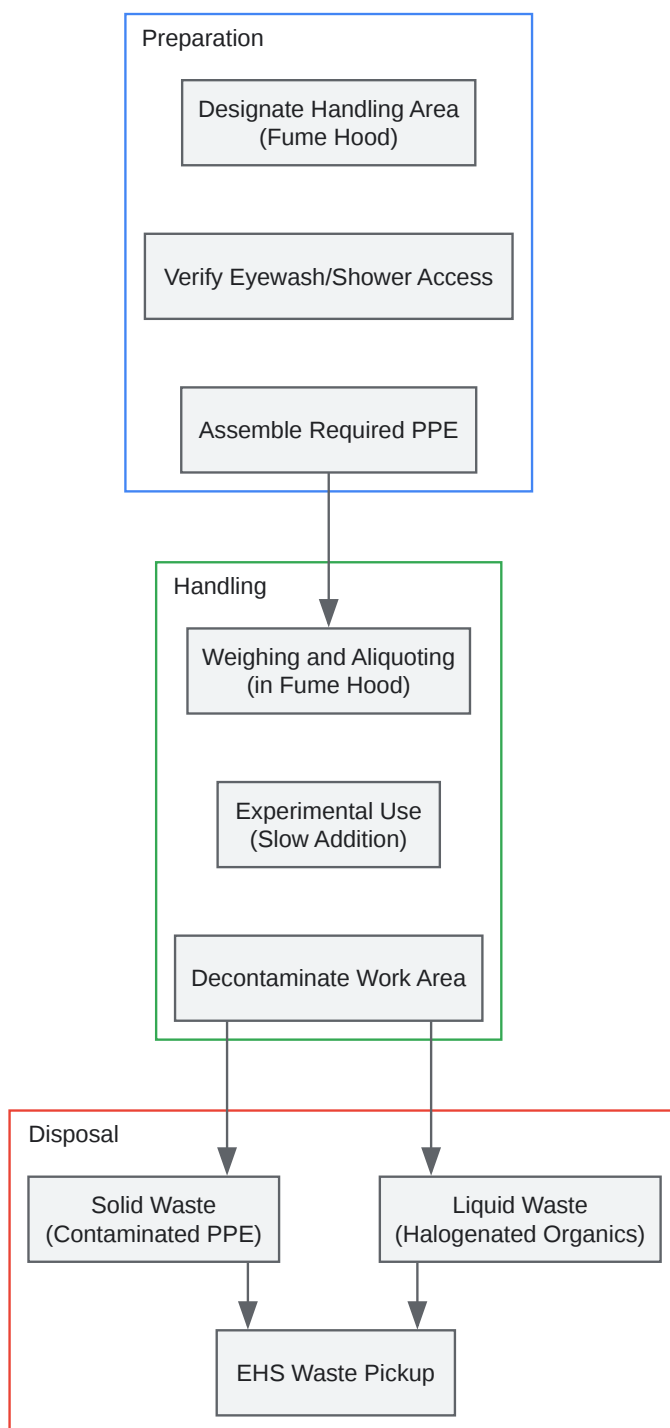 Preparation
Designate Handling Area
(Fume Hood)
Verify Eyewash/Shower Access
Assemble Required PPE
Handling
Weighing and Aliquoting
(in Fume Hood)
Experimental Use
(Slow Addition)
Decontaminate Work Area
Disposal
Solid Waste
(Contaminated PPE)
Liquid Waste
(Halogenated Organics)
EHS Waste Pickup